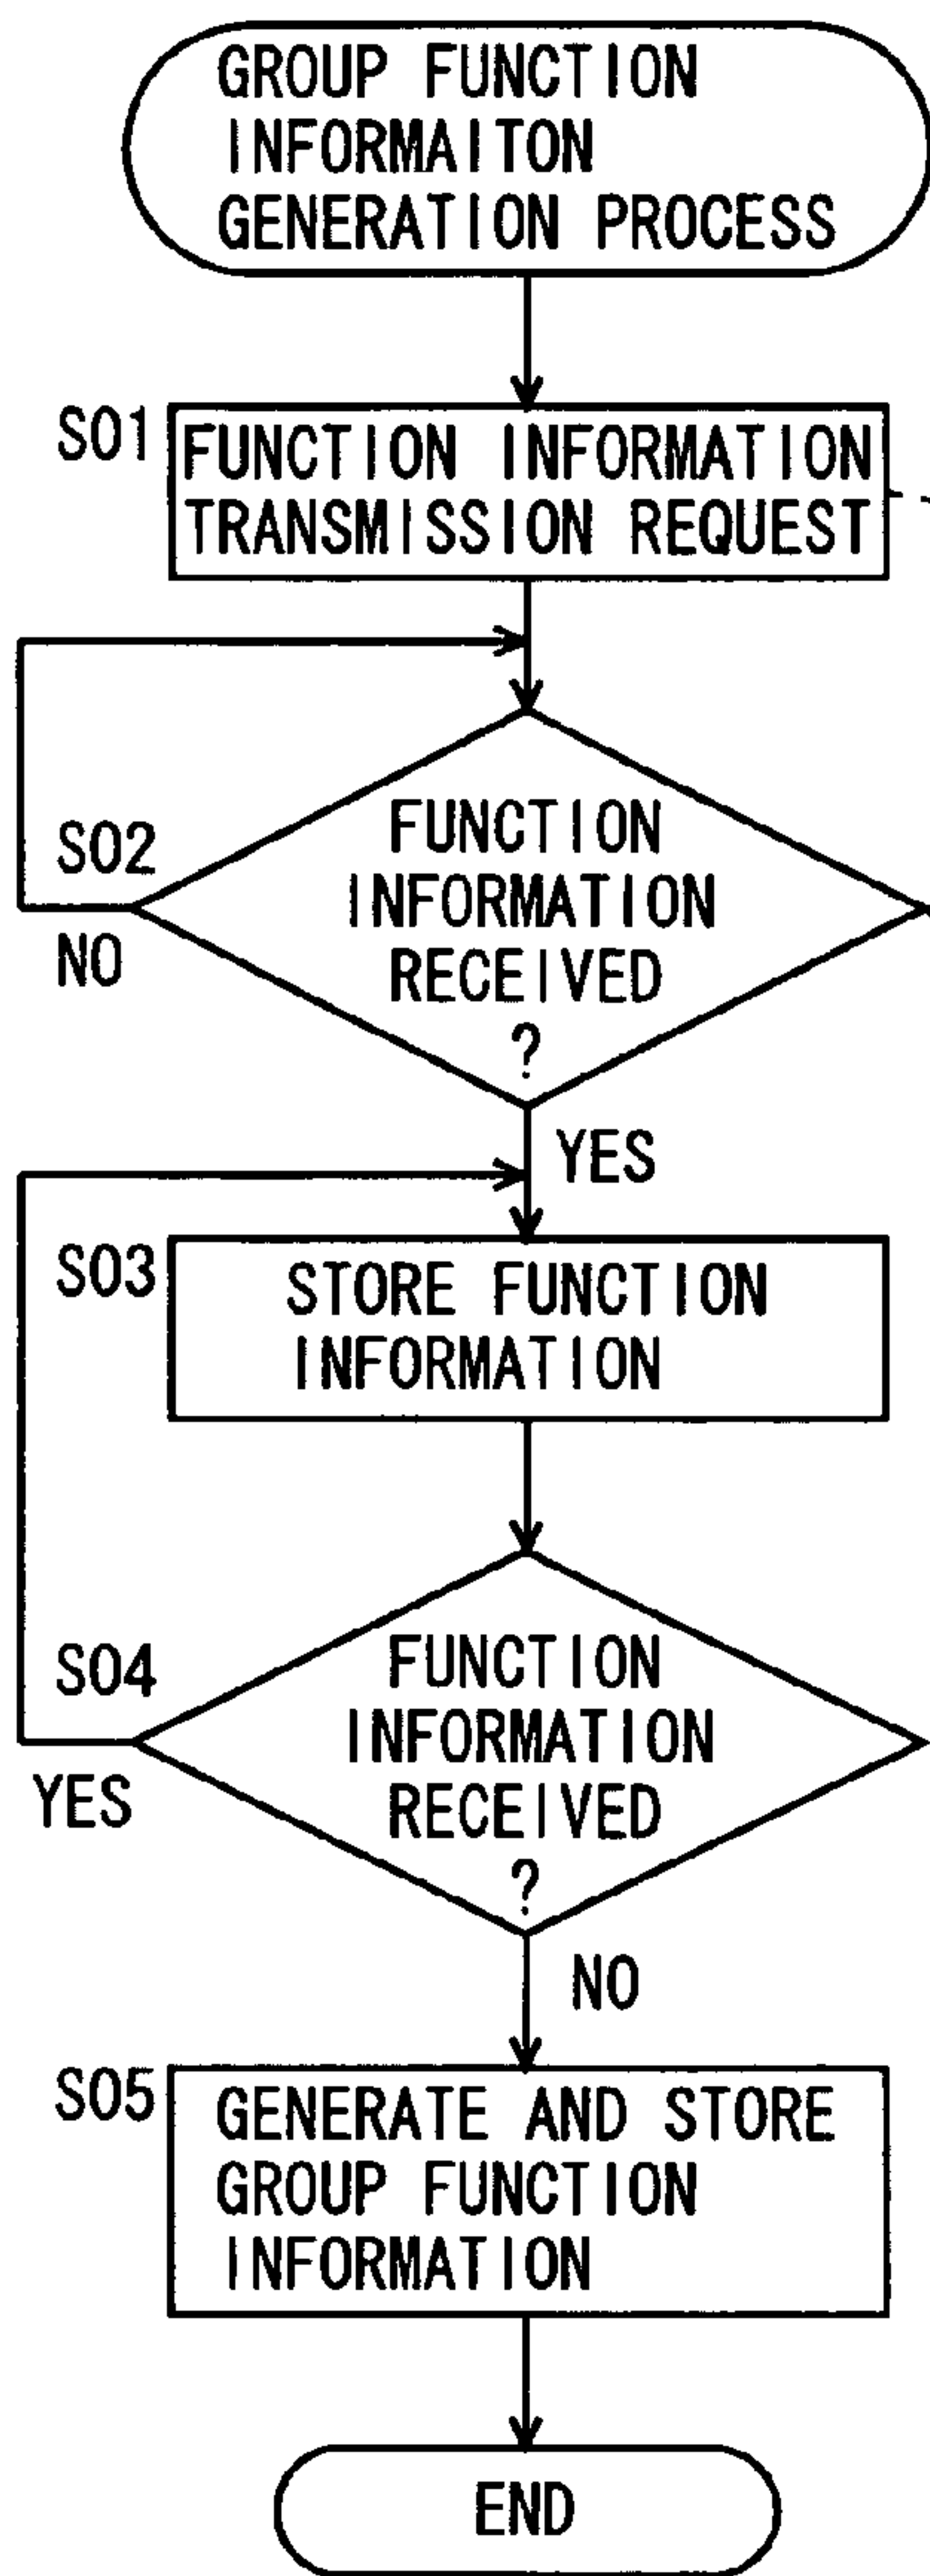 GROUP FUNCTION
INFORMAITON
GENERATION PROCESS
S01
FUNCTION INFORMATION
TRANSMISSION REQUEST
S02
FUNCTION
INFORMATION
RECEIVED
?
NO
YES
S03
STORE FUNCTION
INFORMATION
S04
FUNCTION
INFORMATION
RECEIVED
?
YES
NO
S05
GENERATE AND STORE
GROUP FUNCTION
INFORMATION
END